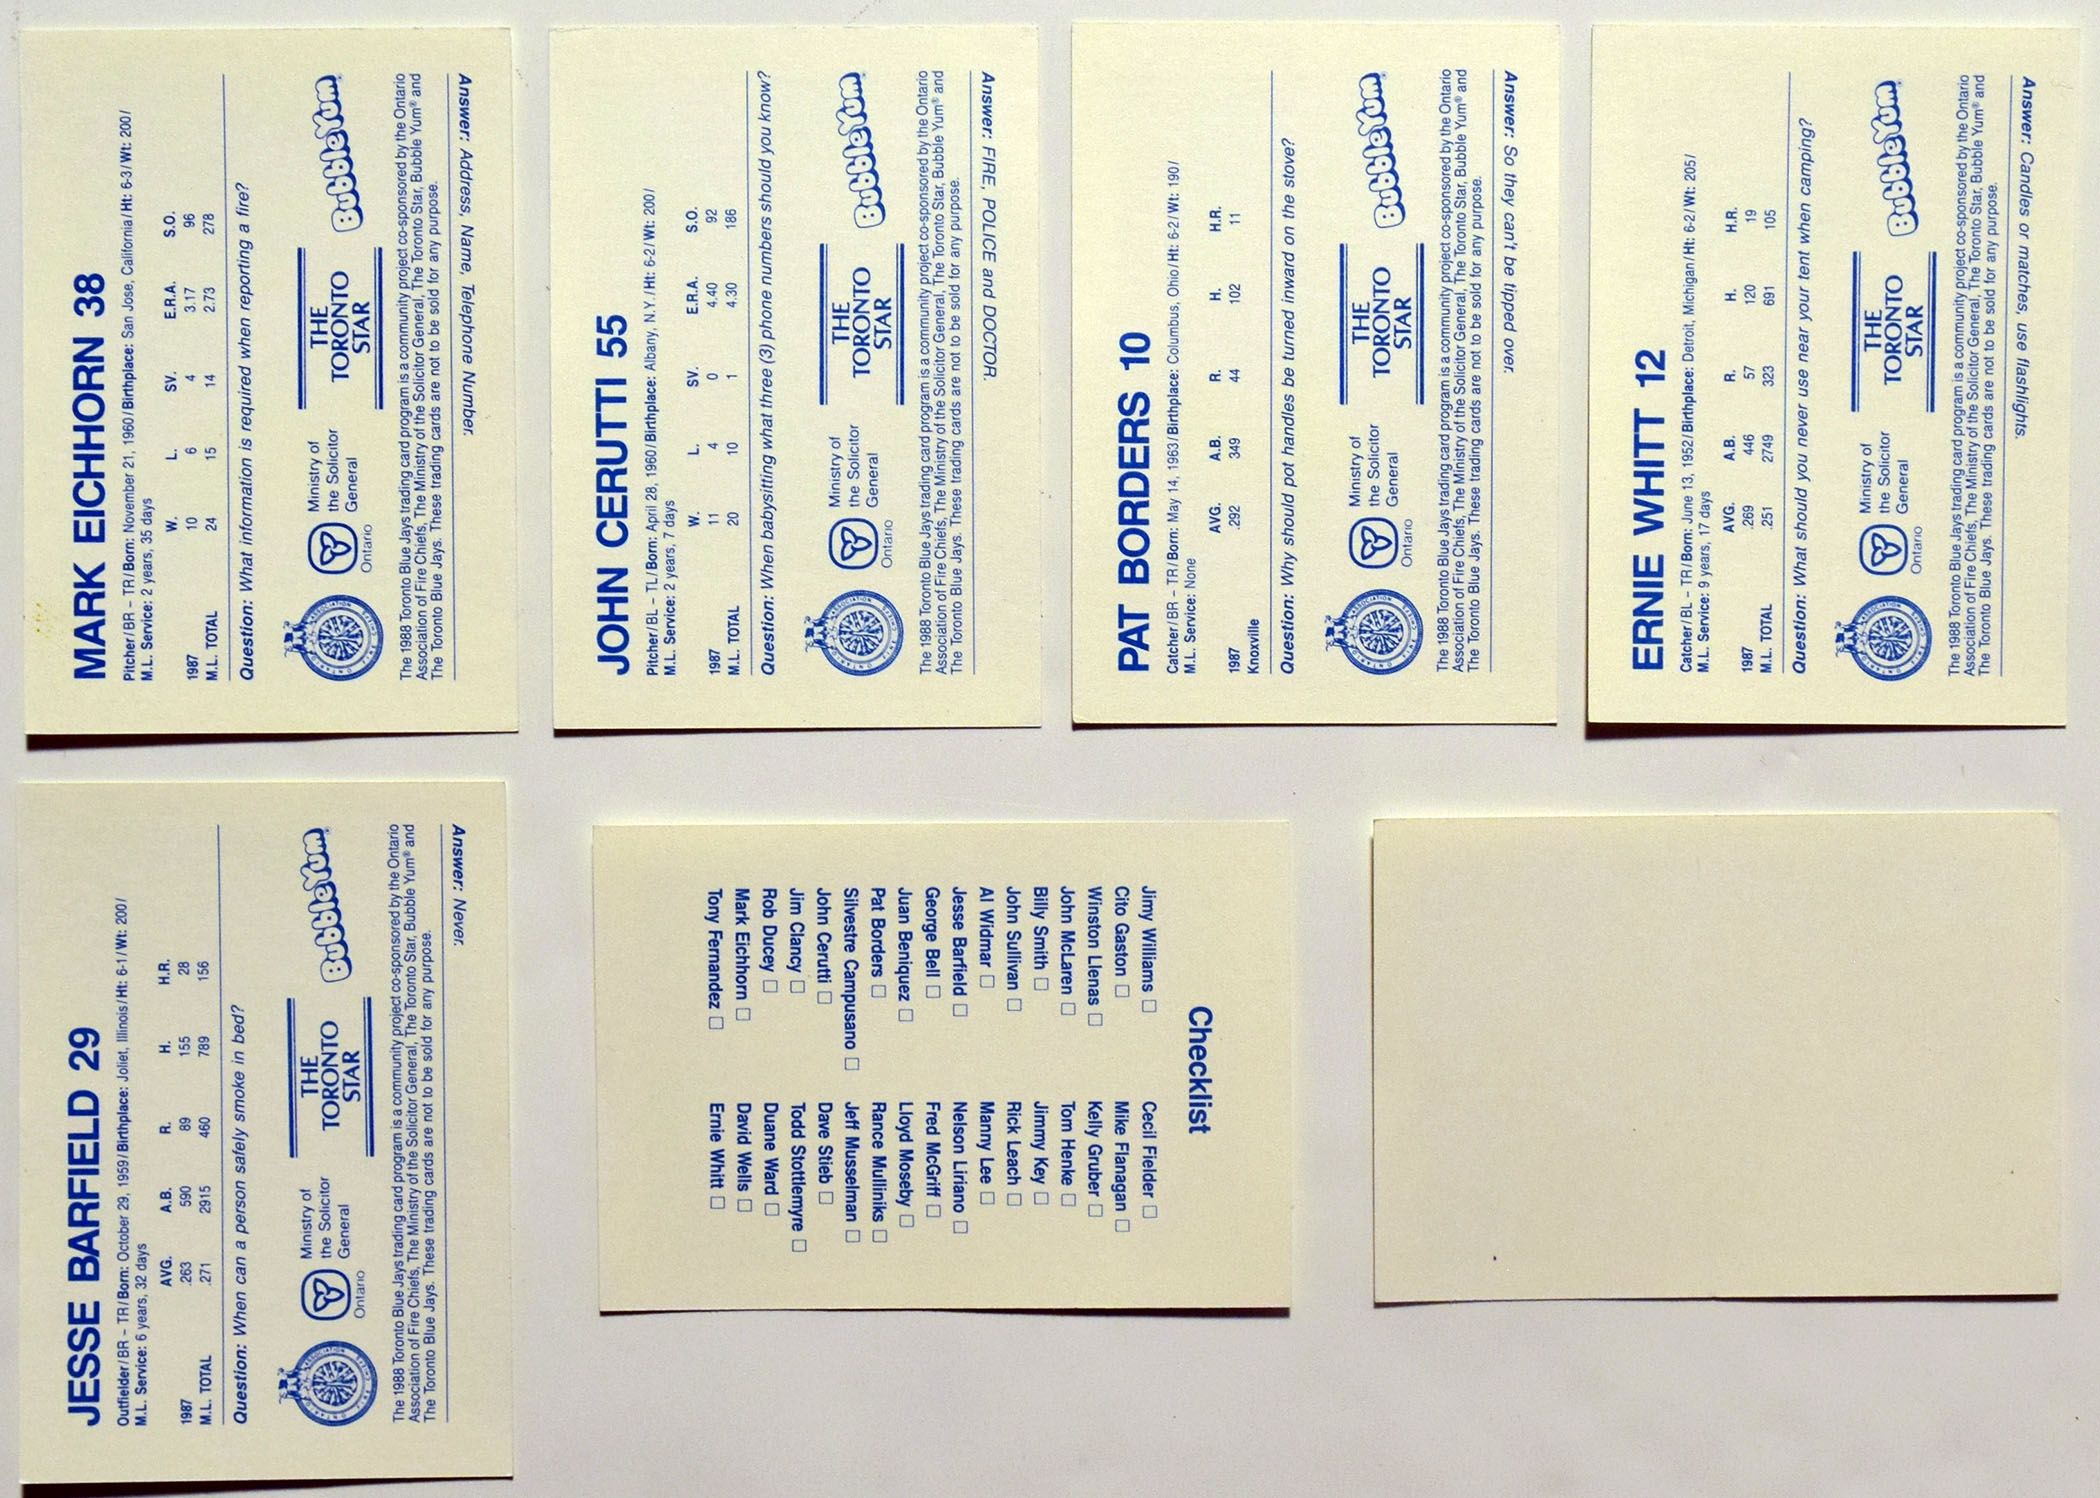 MARK EICHHORN 38
Pitcher/BR – TR/Born: November 21, 1960/Birthplace: San Jose, California/Ht: 6-3/Wt: 200/
M.L. Service: 2 years, 35 days
W. L. SV. E.R.A. S.O.
1987 10 6 4 3.17 96
M.L. TOTAL 24 15 14 2.73 278
Question: What information is required when reporting a fire?
Ontario
Ministry of
the Solicitor
General
THE
TORONTO
STAR
BubbleYum
The 1988 Toronto Blue Jays trading card program is a community project co-sponsored by the Ontario
Association of Fire Chiefs, The Ministry of the Solicitor General, The Toronto Star, Bubble Yum® and
The Toronto Blue Jays. These trading cards are not to be sold for any purpose.
Answer: Address, Name, Telephone Number.
JOHN CERUTTI 55
Pitcher/BL – TL/Born: April 28, 1960/Birthplace: Albany, N.Y./Ht: 6-2/Wt: 200/
M.L. Service: 2 years, 7 days
W. L. SV. E.R.A. S.O.
1987 11 4 0 4.40 92
M.L. TOTAL 20 10 1 4.30 186
Question: When babysitting what three (3) phone numbers should you know?
Ontario
Ministry of
the Solicitor
General
THE
TORONTO
STAR
BubbleYum
The 1988 Toronto Blue Jays trading card program is a community project co-sponsored by the Ontario
Association of Fire Chiefs, The Ministry of the Solicitor General, The Toronto Star, Bubble Yum® and
The Toronto Blue Jays. These trading cards are not to be sold for any purpose.
Answer: FIRE, POLICE and DOCTOR.
PAT BORDERS 10
Catcher/BR – TR/Born: May 14, 1963/Birthplace: Columbus, Ohio/Ht: 6-2/Wt: 190/
M.L. Service: None
AVG. A.B. R. H. H.R.
1987 .292 349 44 102 11
Knoxville
Question: Why should pot handles be turned inward on the stove?
Ontario
Ministry of
the Solicitor
General
THE
TORONTO
STAR
BubbleYum
The 1988 Toronto Blue Jays trading card program is a community project co-sponsored by the Ontario
Association of Fire Chiefs, The Ministry of the Solicitor General, The Toronto Star, Bubble Yum® and
The Toronto Blue Jays. These trading cards are not to be sold for any purpose.
Answer: So they can't be tipped over.
ERNIE WHITT 12
Catcher/BL – TR/Born: June 13, 1952/Birthplace: Detroit, Michigan/Ht: 6-2/Wt: 205/
M.L. Service: 9 years, 17 days
AVG. A.B. R. H. H.R.
1987 .269 446 57 120 19
M.L. TOTAL .251 2749 323 691 105
Question: What should you never use near your tent when camping?
Ontario
Ministry of
the Solicitor
General
THE
TORONTO
STAR
BubbleYum
The 1988 Toronto Blue Jays trading card program is a community project co-sponsored by the Ontario
Association of Fire Chiefs, The Ministry of the Solicitor General, The Toronto Star, Bubble Yum® and
The Toronto Blue Jays. These trading cards are not to be sold for any purpose.
Answer: Candles or matches, use flashlights.
JESSE BARFIELD 29
Outfielder/BR – TR/Born: October 29, 1959/Birthplace: Joliet, Illinois/Ht: 6-1/Wt: 200/
M.L. Service: 6 years, 32 days
AVG. A.B. R. H. H.R.
1987 .263 590 89 155 28
M.L. TOTAL .271 2915 460 789 156
Question: When can a person safely smoke in bed?
Ontario
Ministry of
the Solicitor
General
THE
TORONTO
STAR
BubbleYum
The 1988 Toronto Blue Jays trading card program is a community project co-sponsored by the Ontario
Association of Fire Chiefs, The Ministry of the Solicitor General, The Toronto Star, Bubble Yum® and
The Toronto Blue Jays. These trading cards are not to be sold for any purpose.
Answer: Never.
Checklist
Jimy Williams
Cito Gaston
Winston Llenas
John McLaren
Billy Smith
John Sullivan
Al Widmar
Jesse Barfield
George Bell
Juan Beniquez
Pat Borders
Silvestre Campusano
John Cerutti
Jim Clancy
Rob Ducey
Mark Eichhorn
Tony Fernandez
Cecil Fielder
Mike Flanagan
Kelly Gruber
Tom Henke
Jimmy Key
Rick Leach
Manny Lee
Nelson Liriano
Fred McGriff
Lloyd Moseby
Rance Mulliniks
Jeff Musselman
Dave Stieb
Todd Stottlemyre
Duane Ward
David Wells
Ernie Whitt